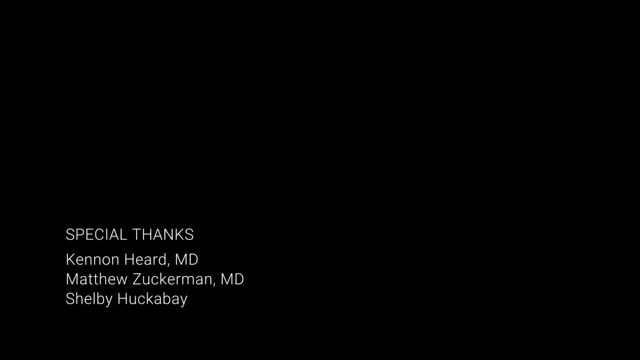 SPECIAL THANKS
Kennon Heard, MD
Matthew Zuckerman, MD
Shelby Huckabay